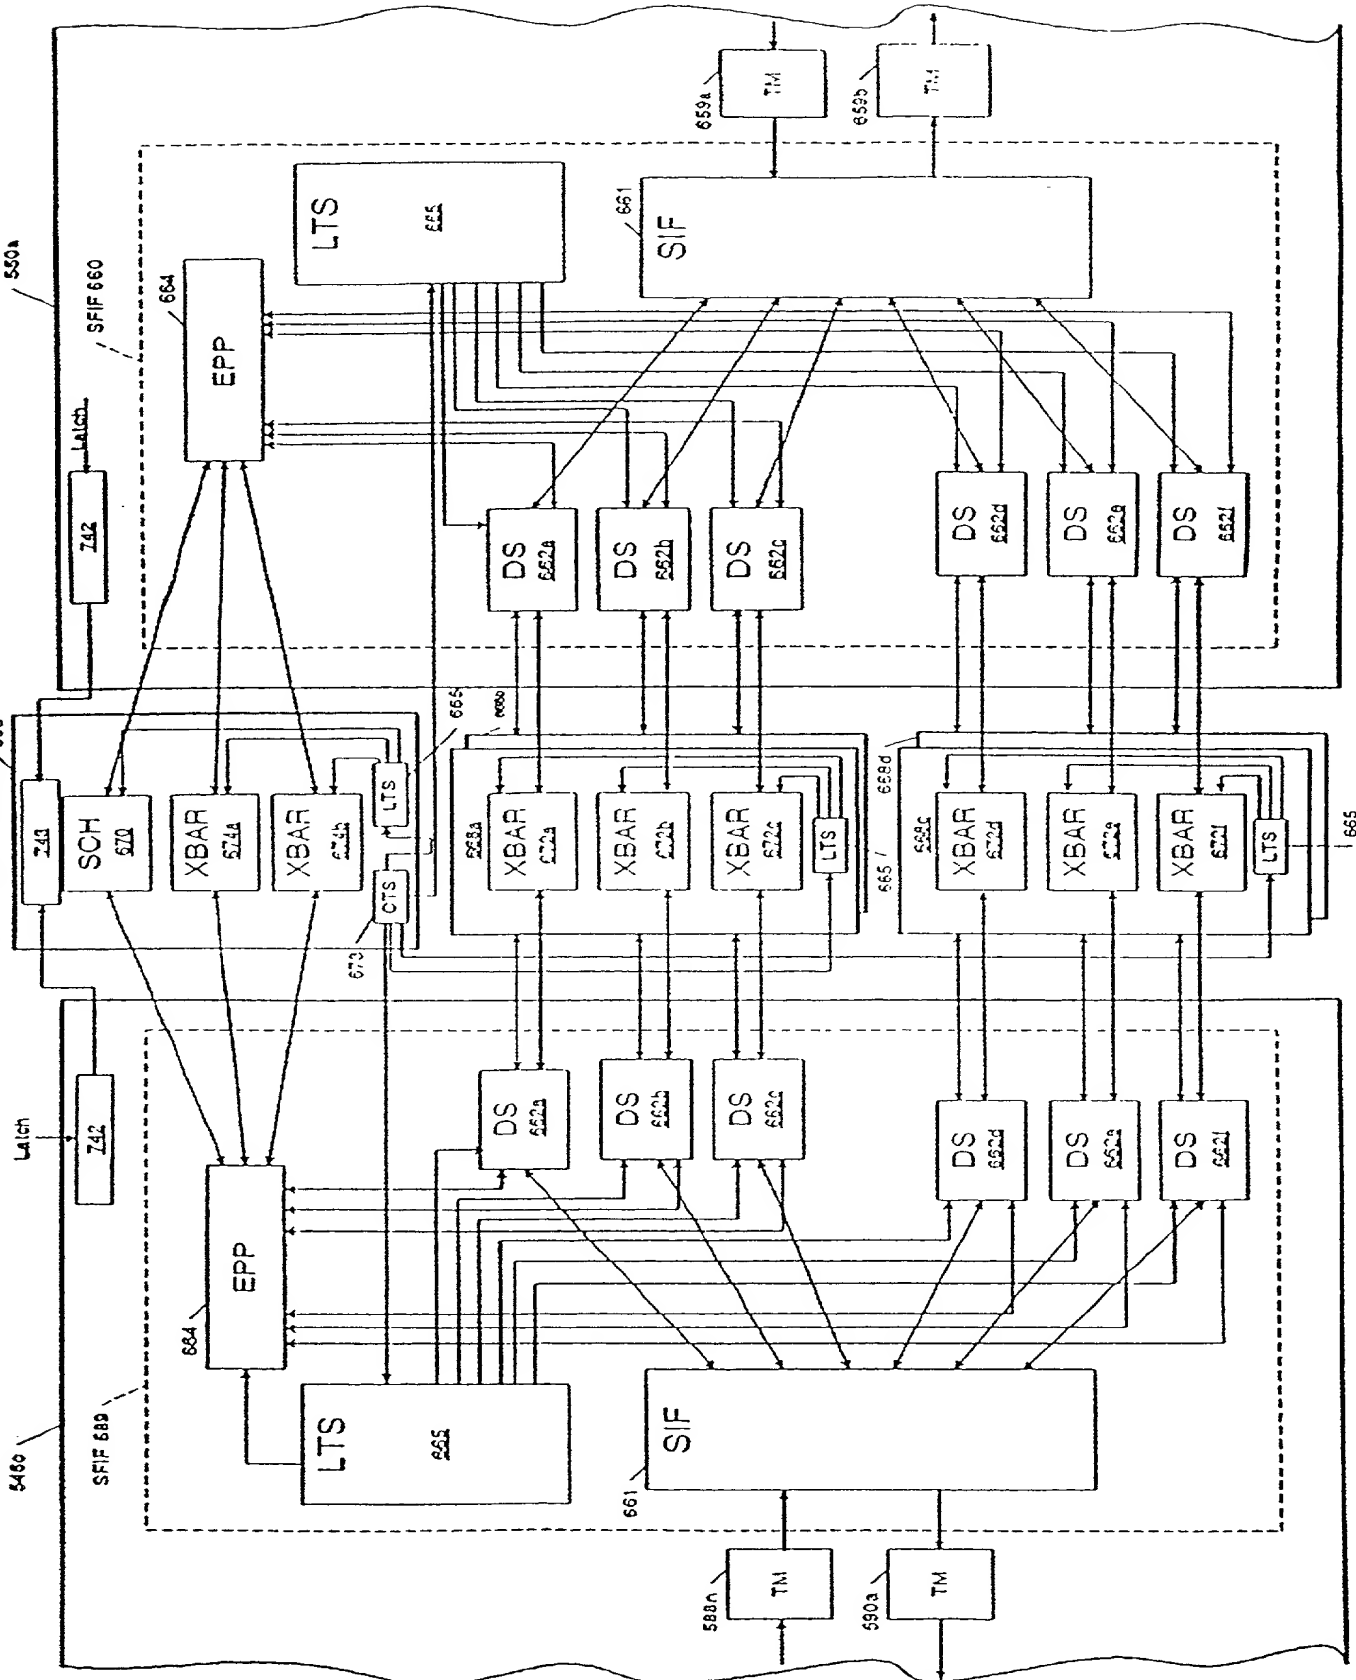 550a
SFIF 660
664
EPP
Latch
742
LTS
665
661
SIF
659a
TM
659b
TM
DS
662a
DS
662b
DS
662c
DS
662d
DS
662e
DS
662f
743
SCH
670
XBAR
674a
XBAR
674b
LTS
665
CTS
673
668a
XBAR
672a
XBAR
672b
XBAR
672c
LTS
665
668c
668d
XBAR
672d
XBAR
672e
XBAR
672f
LTS
665
Latch
742
DS
662a
DS
662b
DS
662c
DS
662d
DS
662e
DS
662f
EPP
664
SFIF 589
LTS
665
SIF
661
588n
TM
590a
TM